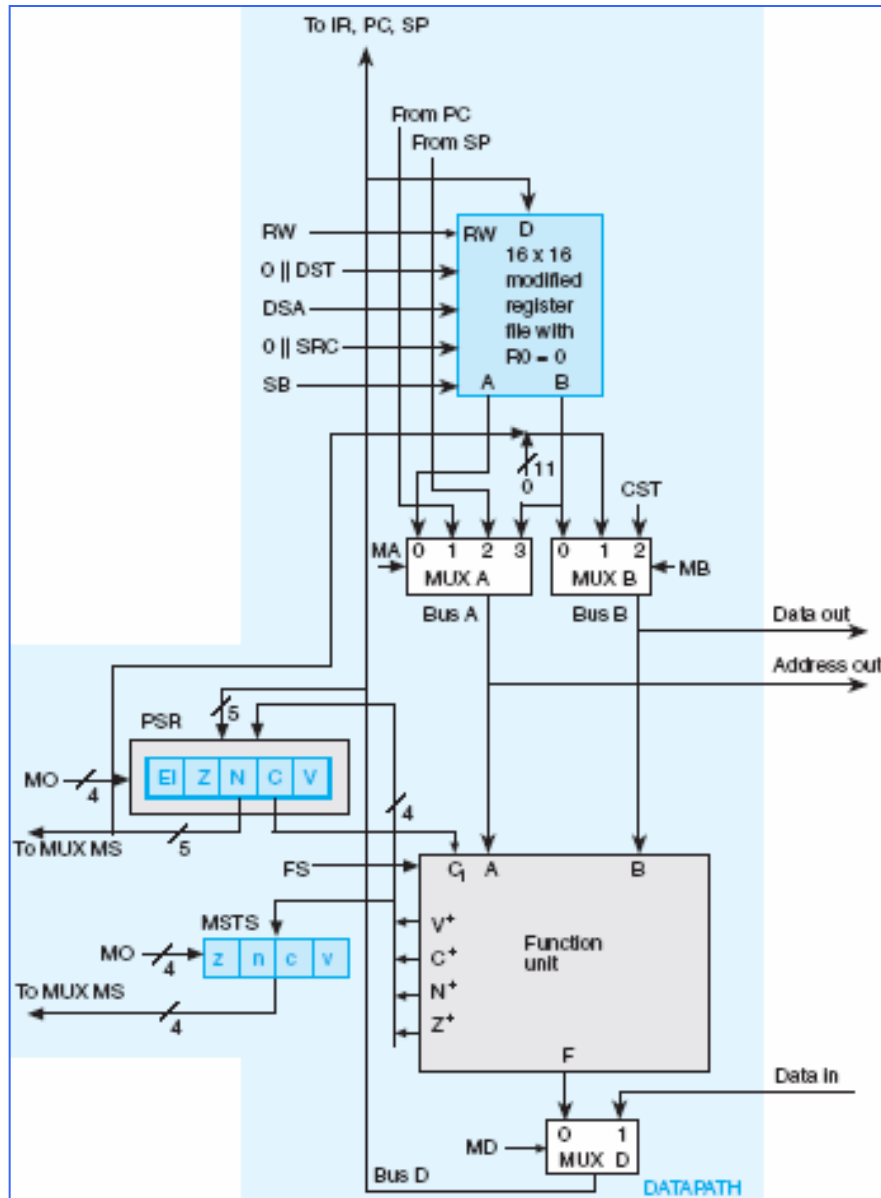 To IR, PC, SP
From PC
From SP
RW
RW
D
0 || DST
16 x 16
modified
DSA
register
0 || SRC
file with
R0 = 0
SB
A
B
11
0
CST
MA
0 1 2 3
MUX A
0 1 2
MUX B
MB
Bus A
Bus B
Data out
Address out
5
PSR
MO
4
EI Z N C V
4
To MUX MS
5
FS
C1 A
B
MSTS
V+
Function
unit
MO
4
z n c v
C+
N+
To MUX MS
4
Z+
F
Data in
0 1
MD
MUX D
Bus D
DATAPATH